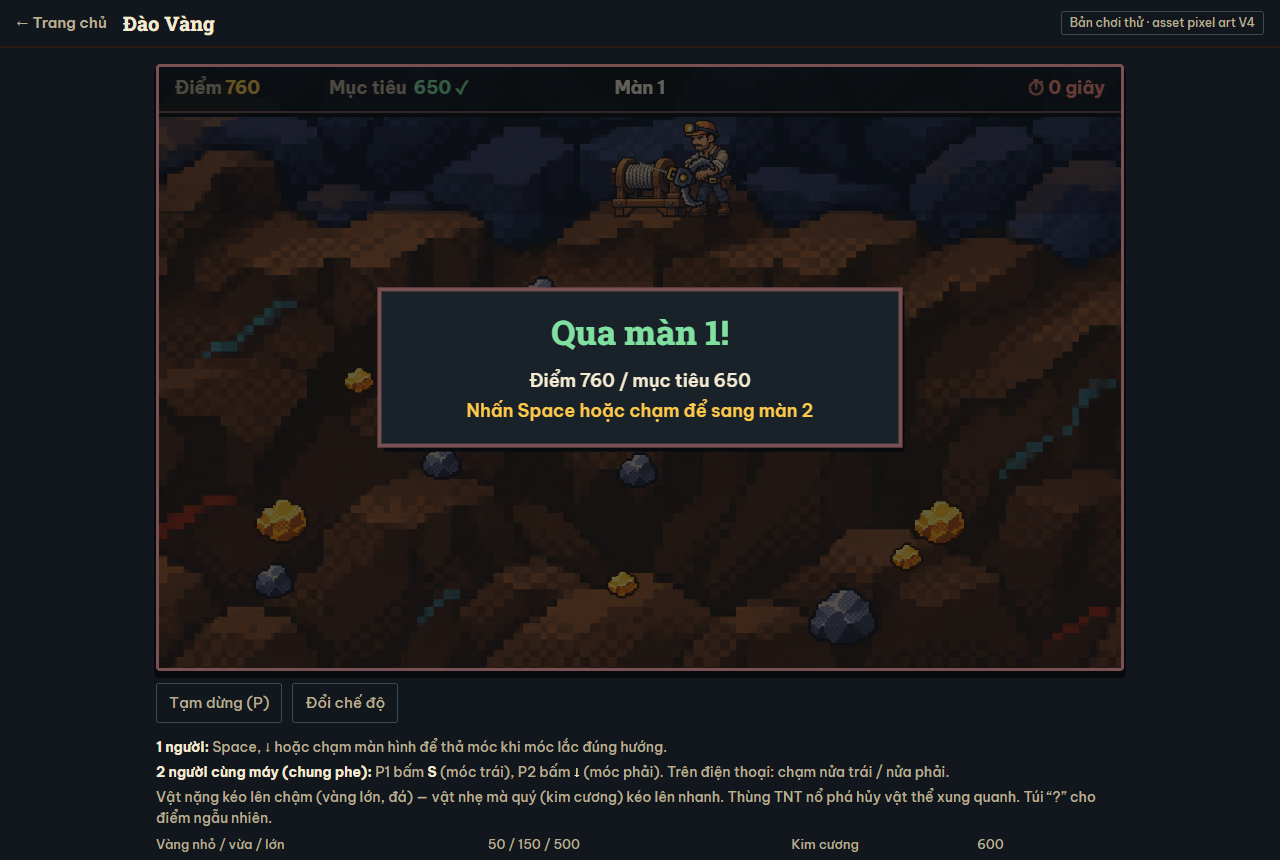 ← Trang chủ Đào Vàng Bản chơi thử · asset pixel art V4
Điểm 760 Mục tiêu 650 ✓ Màn 1 ⏱ 0 giây
Qua màn 1!
Điểm 760 / mục tiêu 650
Nhấn Space hoặc chạm để sang màn 2
Tạm dừng (P) Đổi chế độ
1 người: Space, ↓ hoặc chạm màn hình để thả móc khi móc lắc đúng hướng.
2 người cùng máy (chung phe): P1 bấm S (móc trái), P2 bấm ↓ (móc phải). Trên điện thoại: chạm nửa trái / nửa phải.
Vật nặng kéo lên chậm (vàng lớn, đá) — vật nhẹ mà quý (kim cương) kéo lên nhanh. Thùng TNT nổ phá hủy vật thể xung quanh. Túi “?” cho
điểm ngẫu nhiên.
Vàng nhỏ / vừa / lớn 50 / 150 / 500 Kim cương 600